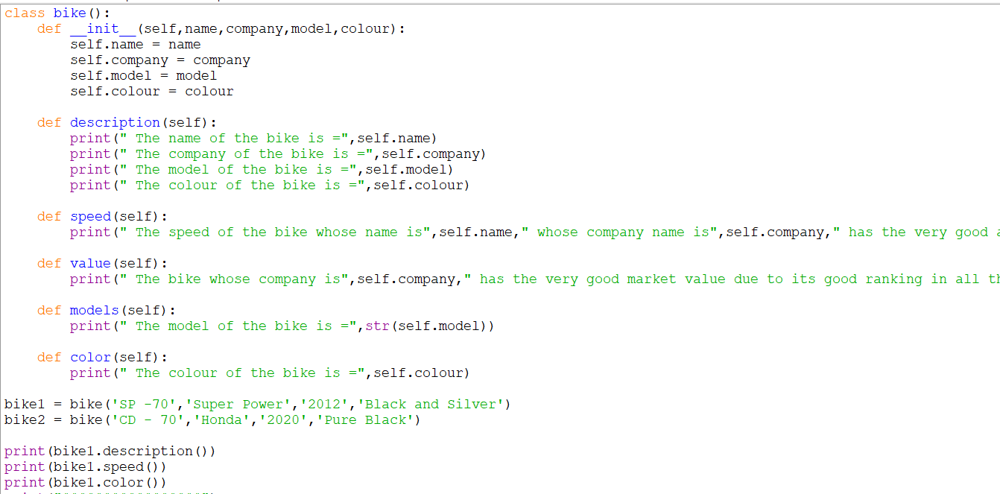 class bike():
    def __init__(self,name,company,model,colour):
        self.name = name
        self.company = company
        self.model = model
        self.colour = colour

    def description(self):
        print(" The name of the bike is =",self.name)
        print(" The company of the bike is =",self.company)
        print(" The model of the bike is =",self.model)
        print(" The colour of the bike is =",self.colour)

    def speed(self):
        print(" The speed of the bike whose name is",self.name," whose company name is",self.company," has the very good

    def value(self):
        print(" The bike whose company is",self.company," has the very good market value due to its good ranking in all

    def models(self):
        print(" The model of the bike is =",str(self.model))

    def color(self):
        print(" The colour of the bike is =",self.colour)

bike1 = bike('SP -70','Super Power','2012','Black and Silver')
bike2 = bike('CD - 70','Honda','2020','Pure Black')

print(bike1.description())
print(bike1.speed())
print(bike1.color())